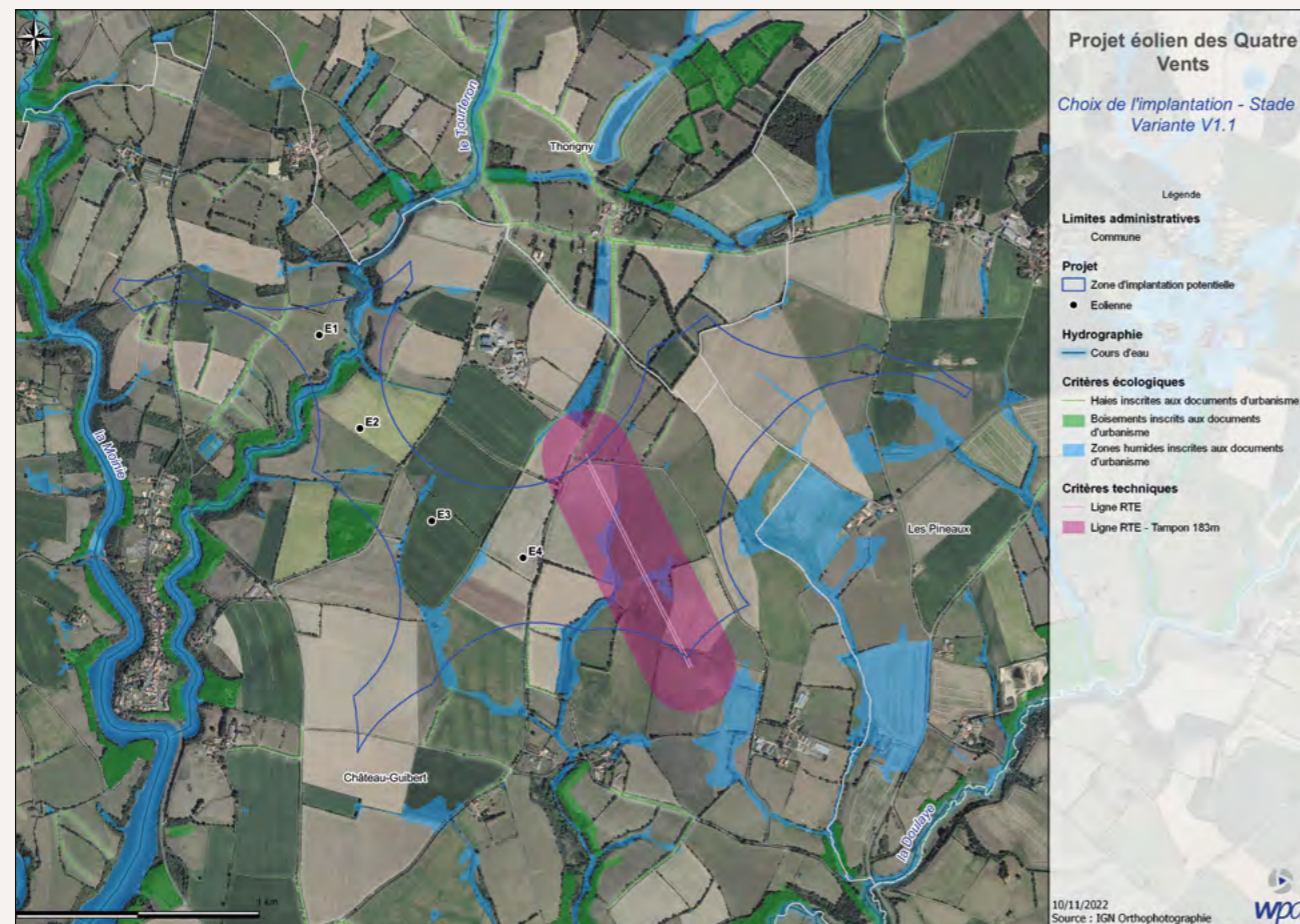 Projet éolien des Quatre
Vents
Choix de l'implantation - Stade
Variante V1.1
Légende
Limites administratives
Commune
Projet
Zone d'implantation potentielle
Eolienne
Hydrographie
Cours d'eau
Critères écologiques
Haies inscrites aux documents d'urbanisme
Boisements inscrits aux documents
d'urbanisme
Zones humides inscrites aux documents
d'urbanisme
Critères techniques
Ligne RTE
Ligne RTE - Tampon 183m
10/11/2022
Source : IGN Orthophotographie
wpd
le Tourteron
Thorigny
E1
E2
la Moinie
E3
E4
Les Pineaux
Château-Guibert
la Doulaye
1 km